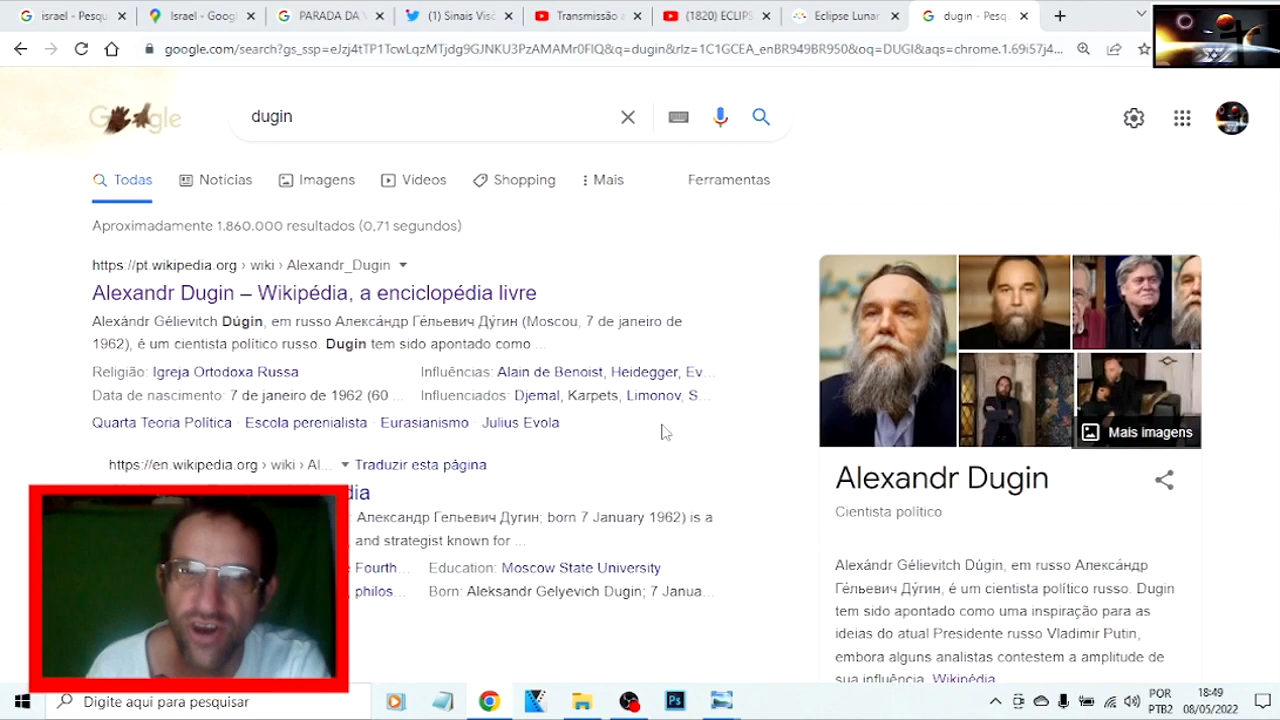 israel - Pesqu
Israel - Goog
PARADA DA
YouTube Transmissão e
(1820) ECLIPS
Eclipse Lunar
dugin - Pesq
google.com/search?gs_ssp=eJzj4tTP1TcwLqzMTjdg9GJNKU3PzAMAMr0FIQ&q=dugin&rlz=1C1GCEA_enBR949BR950&oq=DUGI&aqs=chrome.1.69i57j4...
dugin
Todas
Notícias
Imagens
Vídeos
Shopping
Mais
Ferramentas
Aproximadamente 1.860.000 resultados (0,71 segundos)
https://pt.wikipedia.org › wiki › Alexandr_Dugin
Alexandr Dugin – Wikipédia, a enciclopédia livre
Alexándr Gélievitch Dúgin, em russo Алекса́ндр Ге́льевич Ду́гин (Moscou, 7 de janeiro de
1962), é um cientista político russo. Dugin tem sido apontado como ...
Religião: Igreja Ortodoxa Russa
Influências: Alain de Benoist, Heidegger, Ev...
Data de nascimento: 7 de janeiro de 1962 (60 ...
Influenciados: Djemal, Karpets, Limonov, S...
Quarta Teoria Política · Escola perenialista · Eurasianismo · Julius Evola
https://en.wikipedia.org › wiki › Al...
Traduzir esta página
dia
Александр Гельевич Дугин; born 7 January 1962) is a
and strategist known for ...
Fourth...
Education: Moscow State University
philos...
Born: Aleksandr Gelyevich Dugin; 7 Janua...
Mais imagens
Alexandr Dugin
Cientista político
Alexándr Gélievitch Dúgin, em russo Алекса́ндр
Ге́льевич Ду́гин, é um cientista político russo. Dugin
tem sido apontado como uma inspiração para as
ideias do atual Presidente russo Vladimir Putin,
embora alguns analistas contestem a amplitude de
sua influência. Wikipédia
Digite aqui para pesquisar
POR
PTB2
18:49
08/05/2022